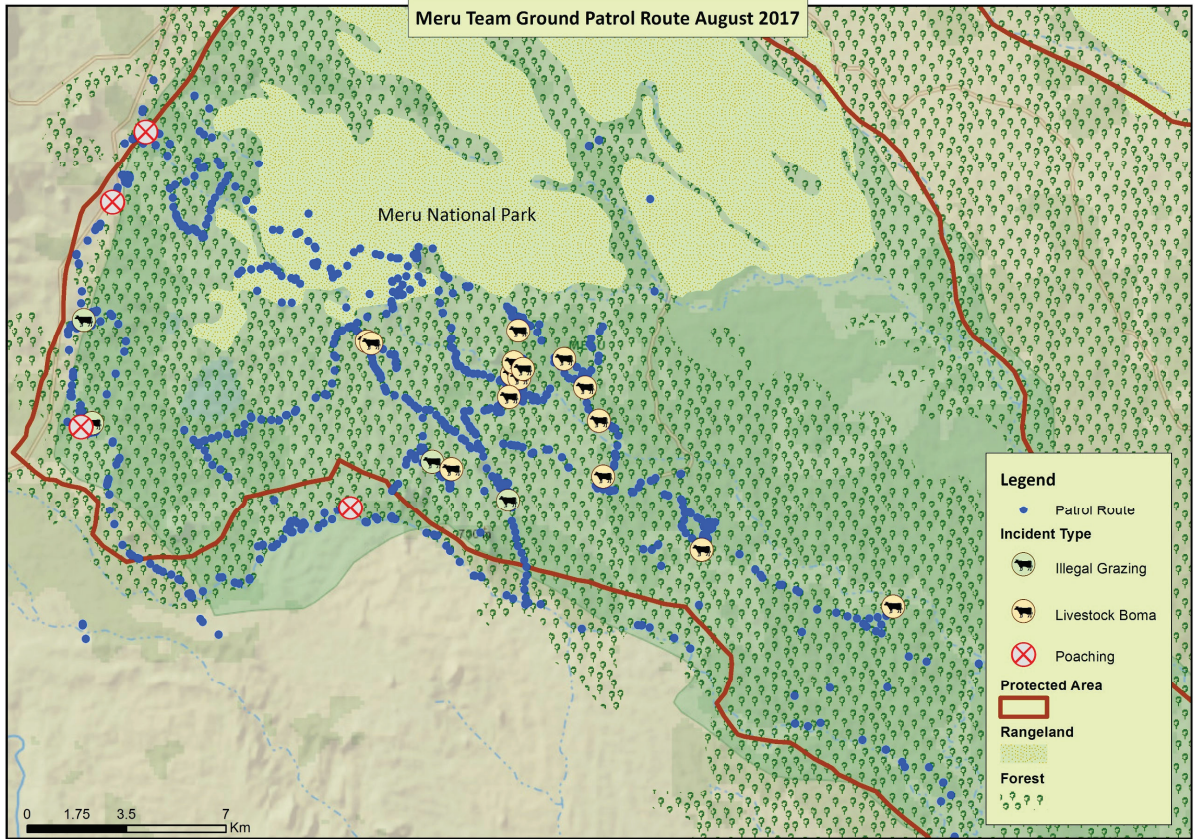 Meru Team Ground Patrol Route August 2017
Meru National Park
Legend
Patrol Route
Incident Type
Illegal Grazing
Livestock Boma
Poaching
Protected Area
Rangeland
Forest
0 1.75 3.5 7
Km